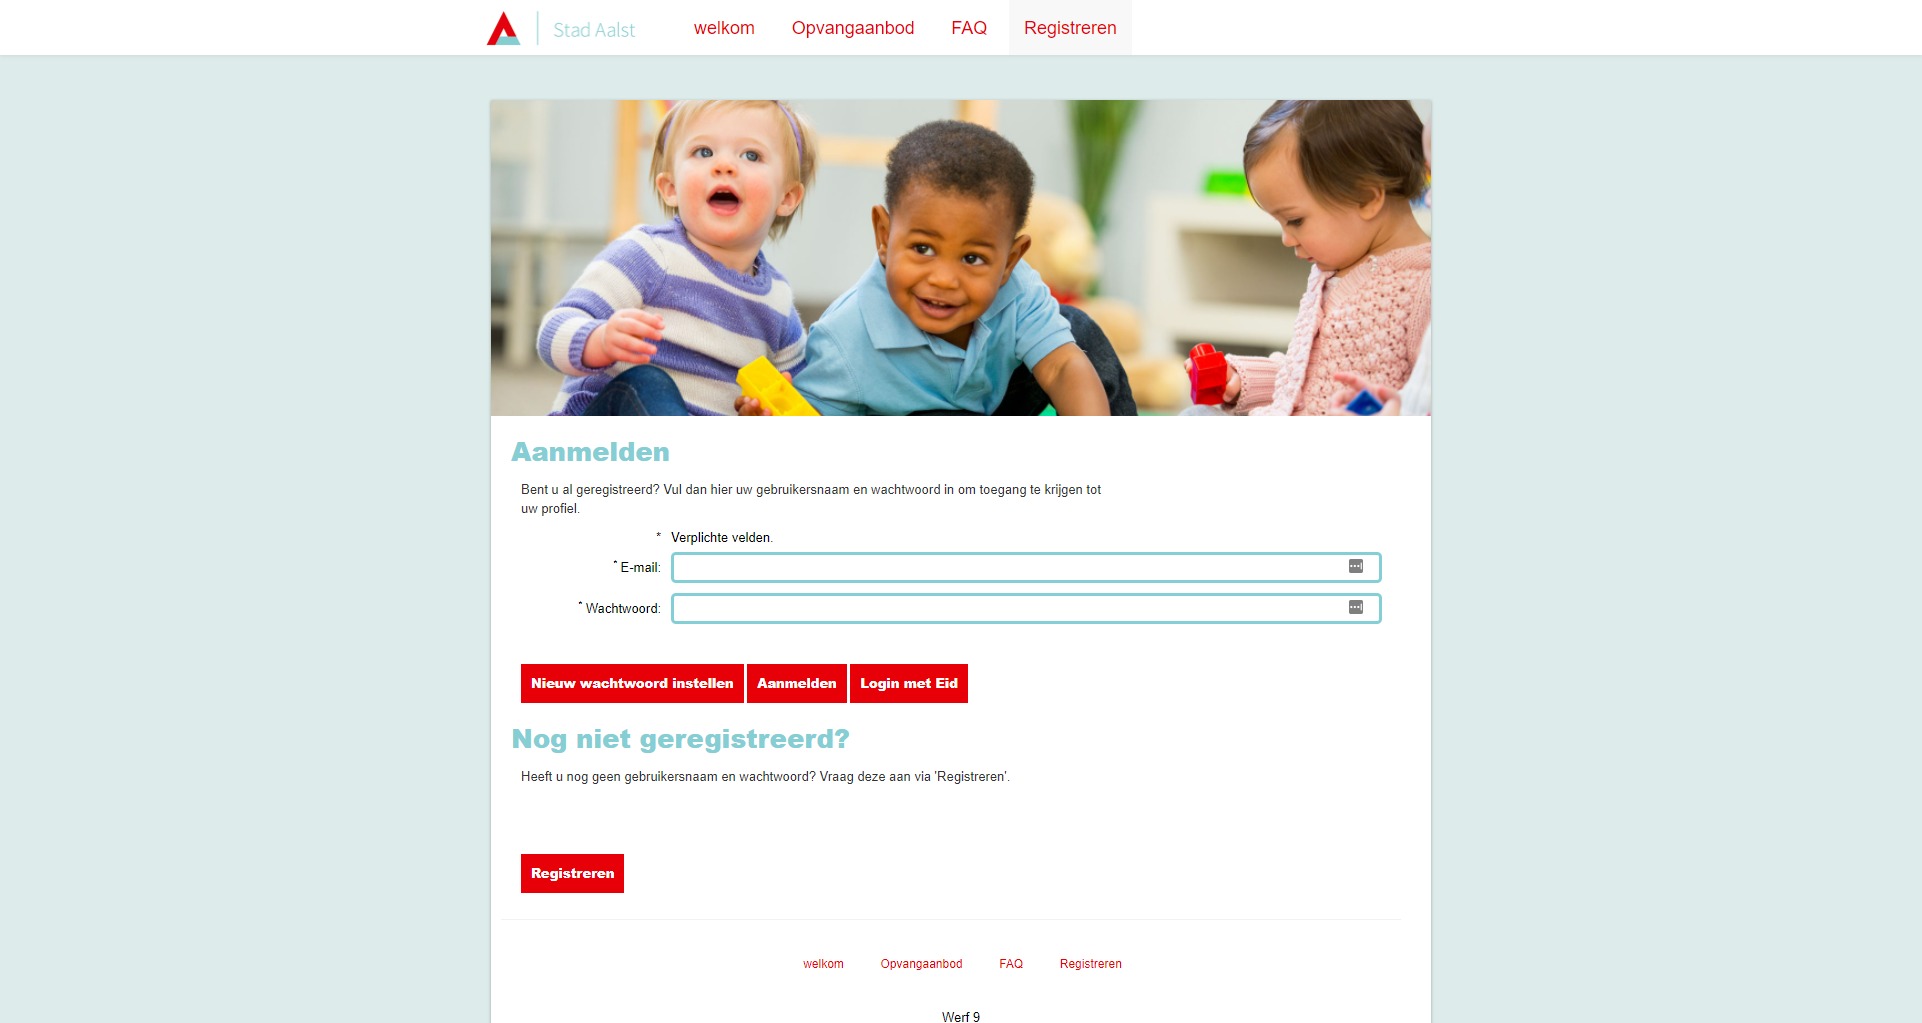 Stad Aalst
welkom
Opvangaanbod
FAQ
Registreren
Aanmelden
Bent u al geregistreerd? Vul dan hier uw gebruikersnaam en wachtwoord in om toegang te krijgen tot
uw profiel.
* Verplichte velden.
* E-mail:
* Wachtwoord:
Nieuw wachtwoord instellen
Aanmelden
Login met Eid
Nog niet geregistreerd?
Heeft u nog geen gebruikersnaam en wachtwoord? Vraag deze aan via 'Registreren'.
Registreren
welkom
Opvangaanbod
FAQ
Registreren
Werf 9